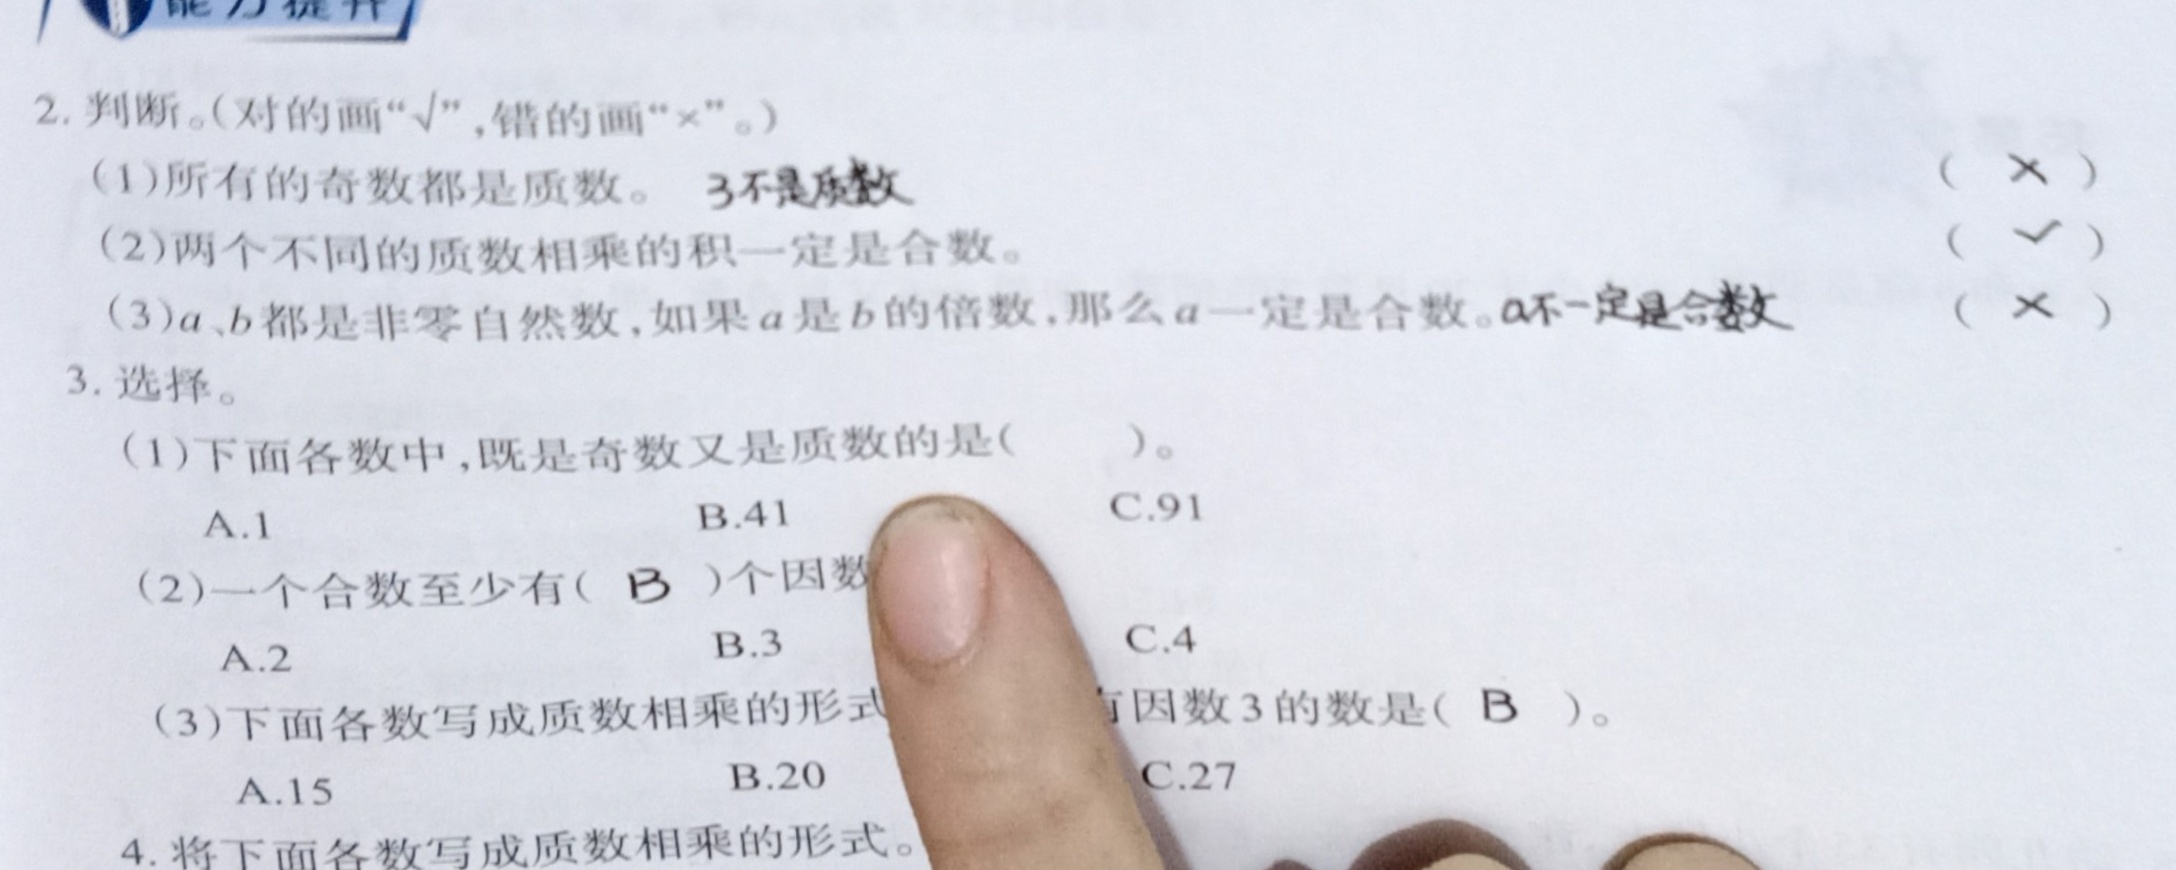 能力提升
2. 判断。(对的画“√”,错的画“×”。)
(1)所有的奇数都是质数。 3不是质数 ( × )
(2)两个不同的质数相乘的积一定是合数。 ( ✓ )
(3)a、b都是非零自然数,如果a是b的倍数,那么a一定是合数。a不一定是合数 ( × )
3. 选择。
(1)下面各数中,既是奇数又是质数的是( )。
A.1 B.41 C.91
(2)一个合数至少有( B )个因数
A.2 B.3 C.4
(3)下面各数写成质数相乘的形式 有因数3的数是( B )。
A.15 B.20 C.27
4. 将下面各数写成质数相乘的形式。